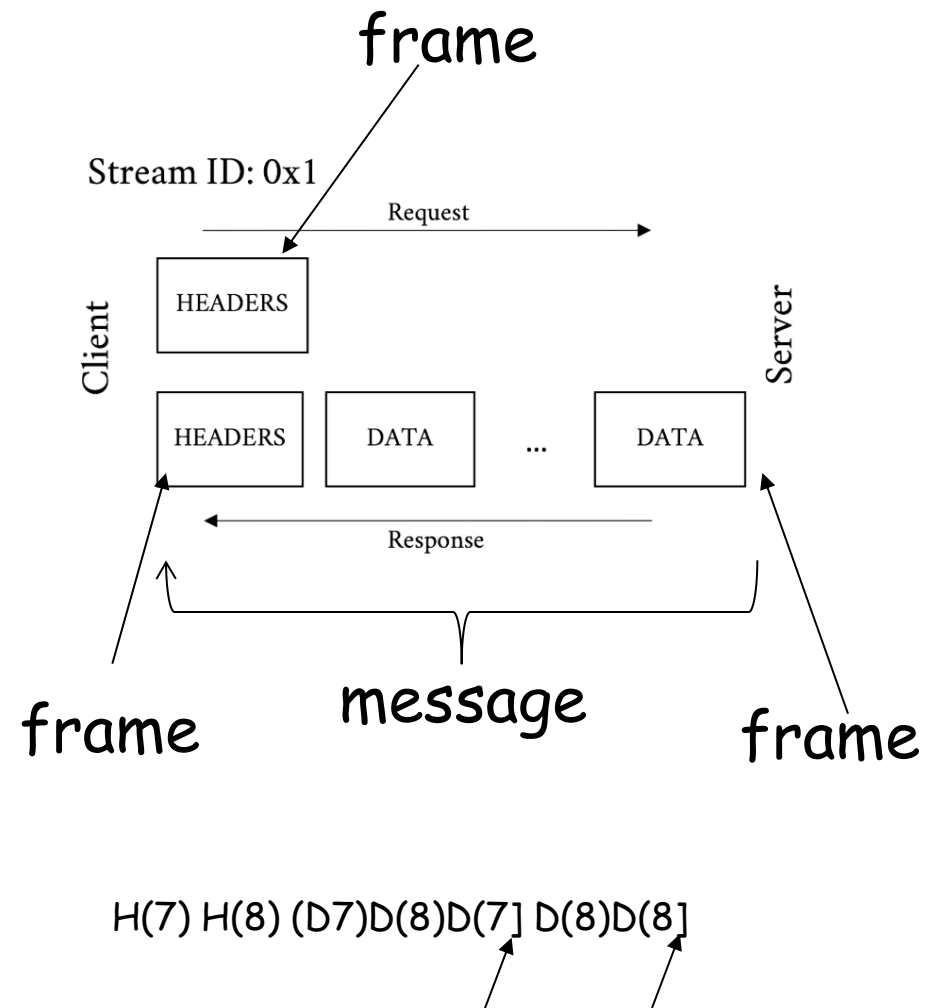 frame
Stream ID: 0x1
Request
HEADERS
Client
Server
HEADERS DATA ... DATA
Response
message
frame
frame
H(7) H(8) (D7)D(8)D(7] D(8)D(8]